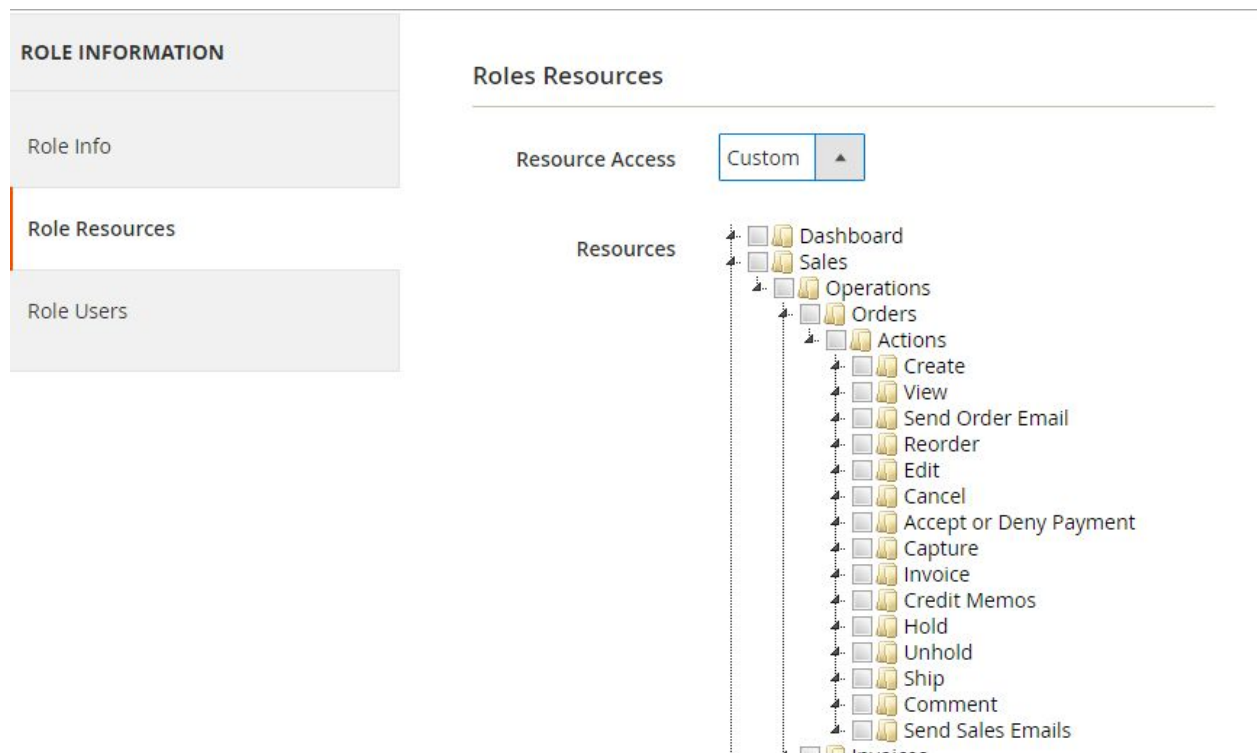 ROLE INFORMATION
Role Info
Role Resources
Role Users
Roles Resources
Resource Access Custom
Resources
Dashboard
Sales
Operations
Orders
Actions
Create
View
Send Order Email
Reorder
Edit
Cancel
Accept or Deny Payment
Capture
Invoice
Credit Memos
Hold
Unhold
Ship
Comment
Send Sales Emails
Invoices